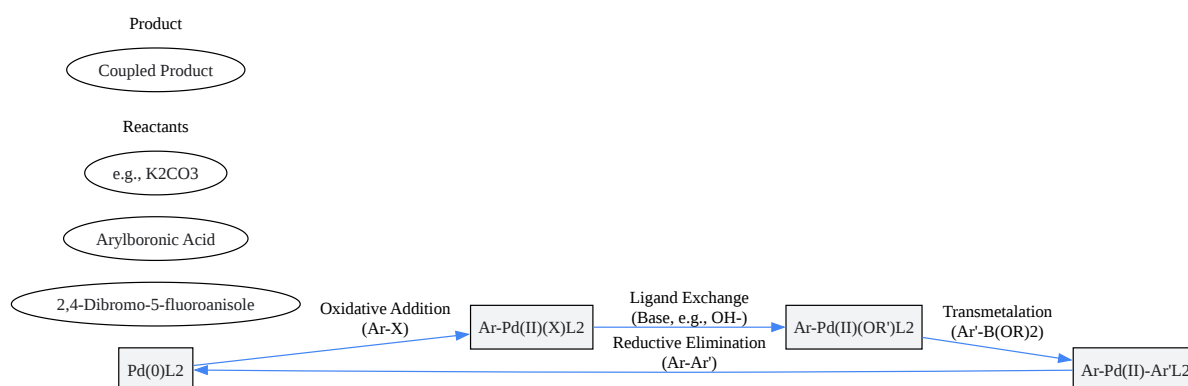 Product
Coupled Product
Reactants
e.g., K2CO3
Arylboronic Acid
2,4-Dibromo-5-fluoroanisole
Oxidative Addition
(Ar-X)
Ligand Exchange
(Base, e.g., OH-)
Transmetalation
(Ar'-B(OR)2)
Reductive Elimination
(Ar-Ar')
Pd(0)L2
Ar-Pd(II)(X)L2
Ar-Pd(II)(OR')L2
Ar-Pd(II)-Ar'L2